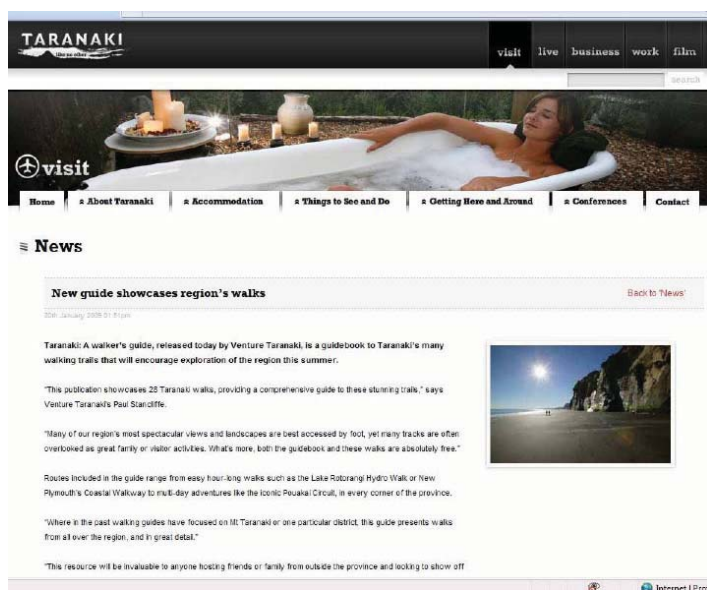 TARANAKI
like no other
visit live business work film
search
visit
Home About Taranaki Accommodation Things to See and Do Getting Here and Around Conferences Contact
News
New guide showcases region's walks Back to 'News'
Taranaki: A walker's guide, released today by Venture Taranaki, is a guidebook to Taranaki's many
walking trails that will encourage exploration of the region this summer.
"This publication showcases 28 Taranaki walks, providing a comprehensive guide to these stunning trails," says
Venture Taranaki's Paul Stancliffe.
"Many of our region's most spectacular views and landscapes are best accessed by foot, yet many tracks are often
overlooked as great family or visitor activities. What's more, both the guidebook and these walks are absolutely free."
Routes included in the guide range from easy hour-long walks such as the Lake Rotorangi Hydro Walk or New
Plymouth's Coastal Walkway to multi-day adventures like the iconic Pouakai Circuit, in every corner of the province.
"Where in the past walking guides have focused on Mt Taranaki or one particular district, this guide presents walks
from all over the region, and in great detail."
"This resource will be invaluable to anyone hosting friends or family from outside the province and looking to show off
Internet | Pro